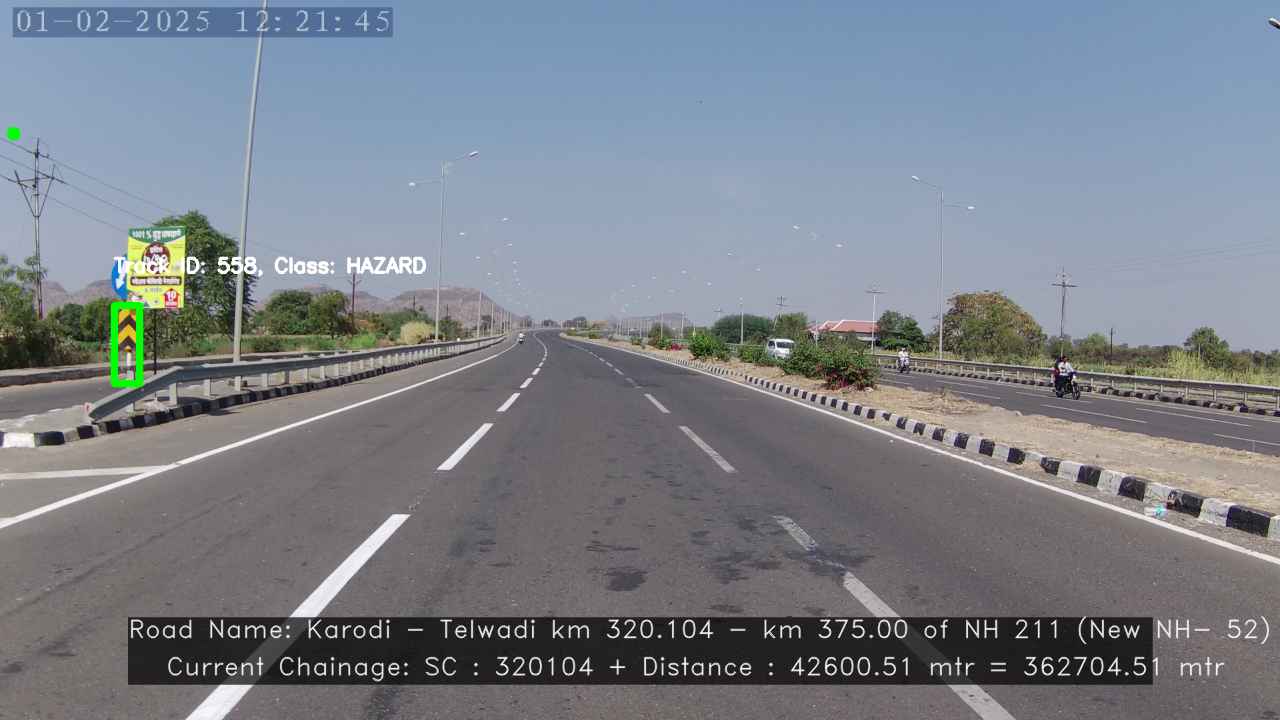 01-02-2025 12:21:45
Track ID: 558, Class: HAZARD
Road Name: Karodi - Telwadi km 320.104 - km 375.00 of NH 211 (New NH- 52)
Current Chainage: SC : 320104 + Distance : 42600.51 mtr = 362704.51 mtr